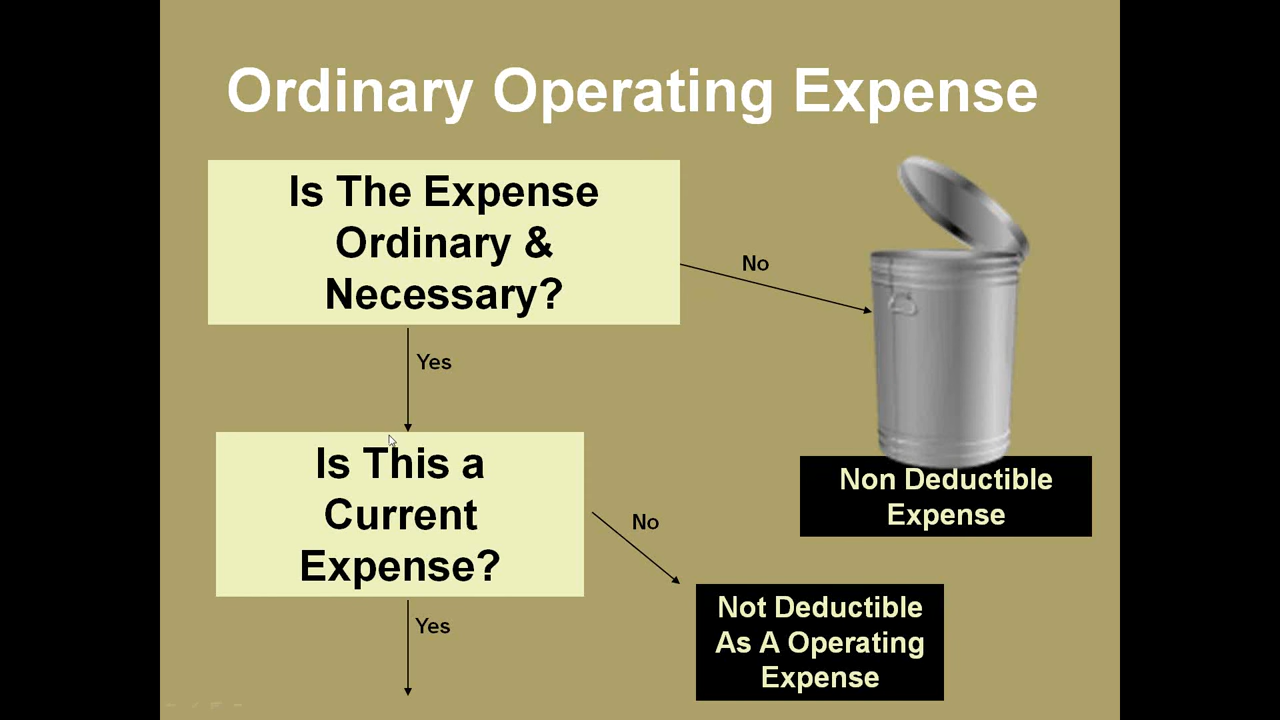 Ordinary Operating Expense
Is The Expense
Ordinary &
Necessary?
No
Yes
Is This a
Current
Expense?
Non Deductible
Expense
No
Not Deductible
As A Operating
Expense
Yes